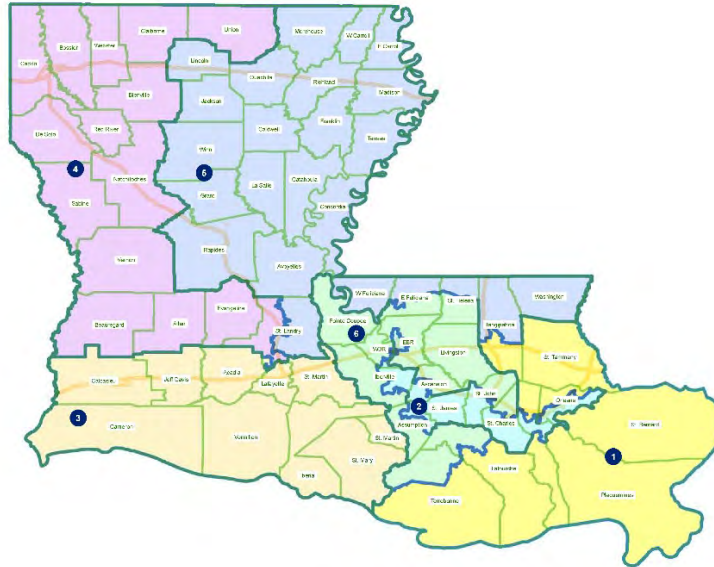 Claiborne
Union
Morehouse
W Carroll
E Carroll
Bossier
Webster
Caddo
Lincoln
Ouachita
Richland
Madison
Bienville
Jackson
Franklin
De Soto
Red River
Caldwell
Tensas
Winn
4
5
Natchitoches
La Salle
Catahoula
Grant
Sabine
Concordia
Vernon
Rapides
Avoyelles
W Feliciana
E Feliciana
St. Helena
Washington
Beauregard
Allen
Evangeline
St. Landry
Pointe Coupee
6
Tangipahoa
WBR
EBR
Livingston
St. Tammany
Calcasieu
Jeff Davis
Acadia
Lafayette
St. Martin
Iberville
Ascension
St. John
Orleans
3
2
St. James
Cameron
Vermilion
St. Martin
Assumption
St. Charles
St. Bernard
St. Mary
1
Iberia
Lafourche
Terrebonne
Plaquemines